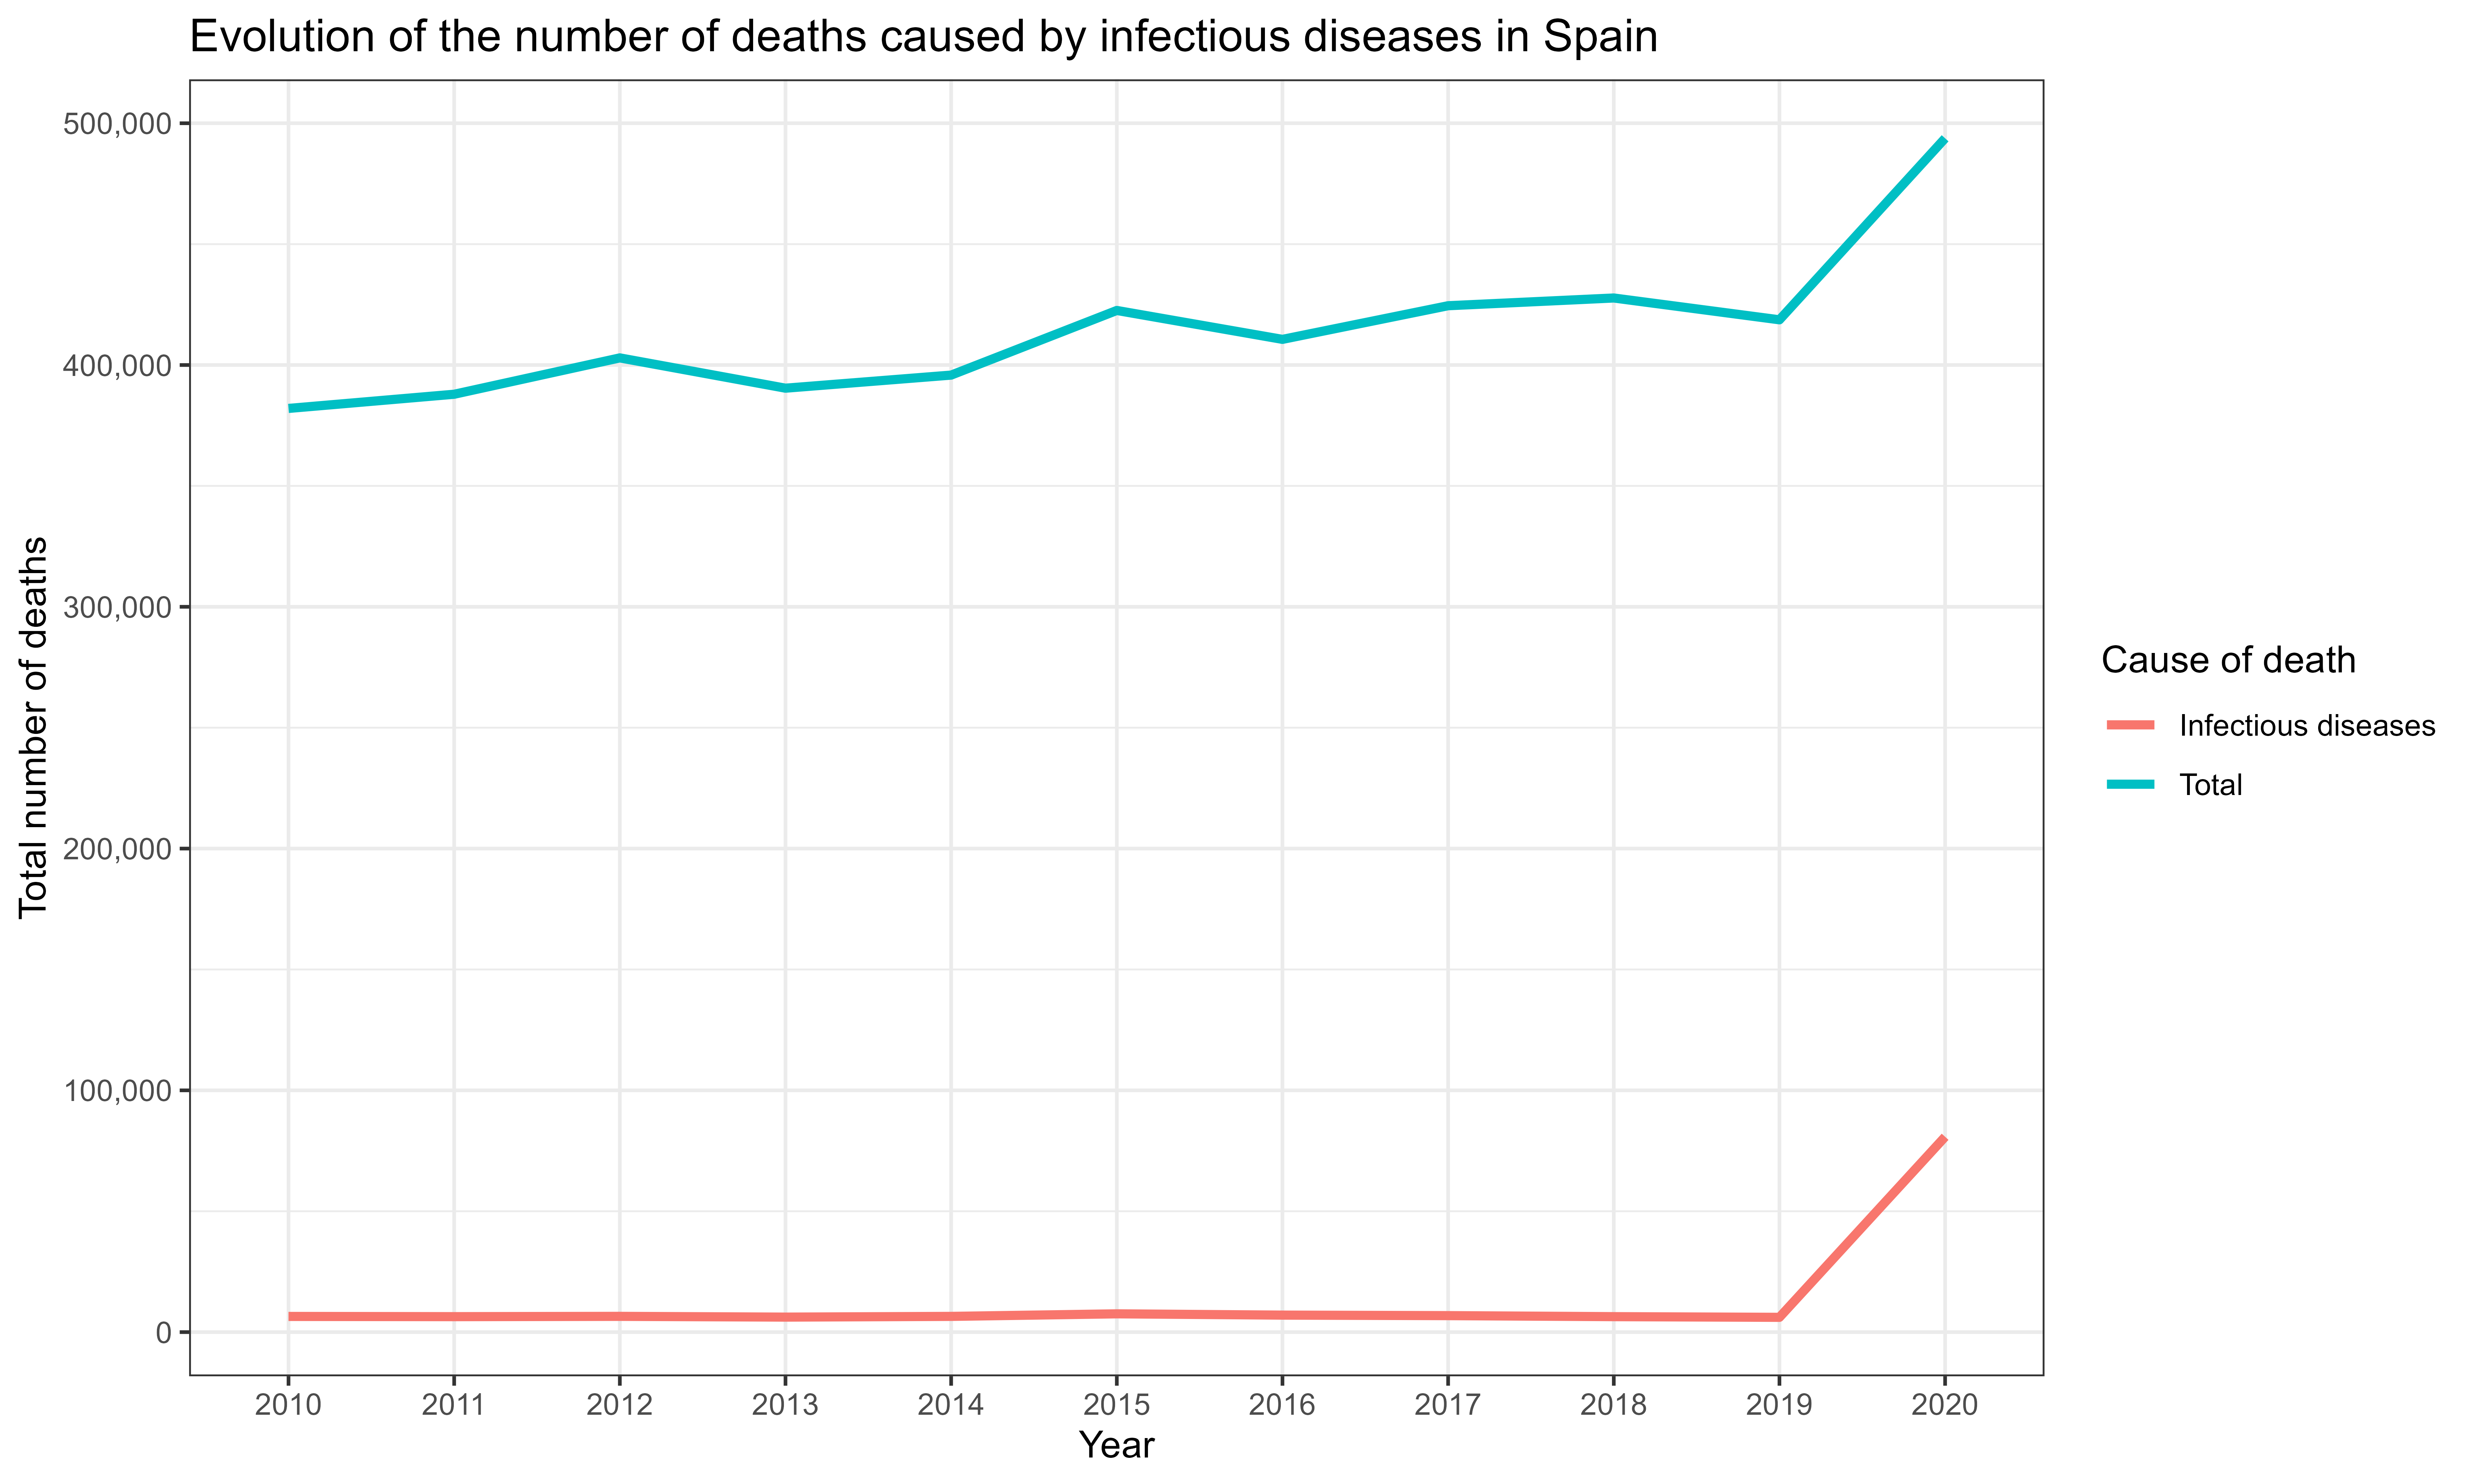 Evolution of the number of deaths caused by infectious diseases in Spain
500,000
400,000
300,000
200,000
100,000
0
Total number of deaths
2010 2011 2012 2013 2014 2015 2016 2017 2018 2019 2020
Year
Cause of death
Infectious diseases
Total